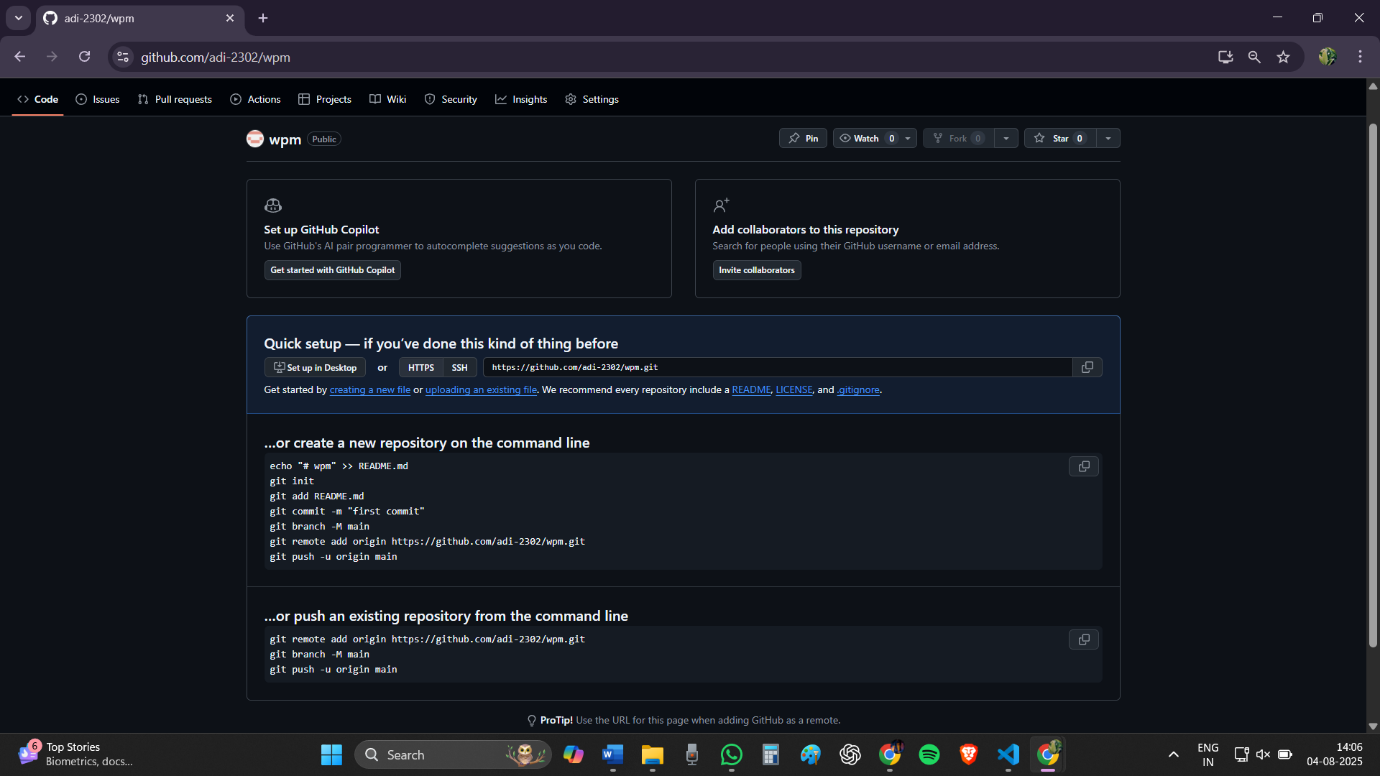 adi-2302/wpm
github.com/adi-2302/wpm
Code Issues Pull requests Actions Projects Wiki Security Insights Settings
wpm Public Pin Watch 0 Fork 0 Star 0
Set up GitHub Copilot
Use GitHub's AI pair programmer to autocomplete suggestions as you code.
Get started with GitHub Copilot
Add collaborators to this repository
Search for people using their GitHub username or email address.
Invite collaborators
Quick setup — if you've done this kind of thing before
Set up in Desktop or HTTPS SSH https://github.com/adi-2302/wpm.git
Get started by creating a new file or uploading an existing file. We recommend every repository include a README, LICENSE, and .gitignore.
...or create a new repository on the command line
echo "# wpm" >> README.md
git init
git add README.md
git commit -m "first commit"
git branch -M main
git remote add origin https://github.com/adi-2302/wpm.git
git push -u origin main
...or push an existing repository from the command line
git remote add origin https://github.com/adi-2302/wpm.git
git branch -M main
git push -u origin main
ProTip! Use the URL for this page when adding GitHub as a remote.
6 Top Stories
Biometrics, docs...
Search
W
ENG
IN
14:06
04-08-2025